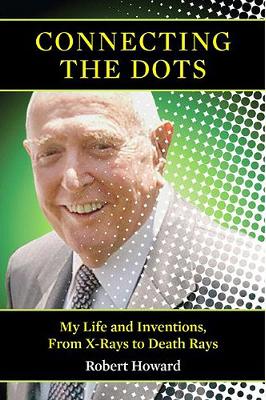 CONNECTING
THE DOTS
My Life and Inventions,
From X-Rays to Death Rays
Robert Howard